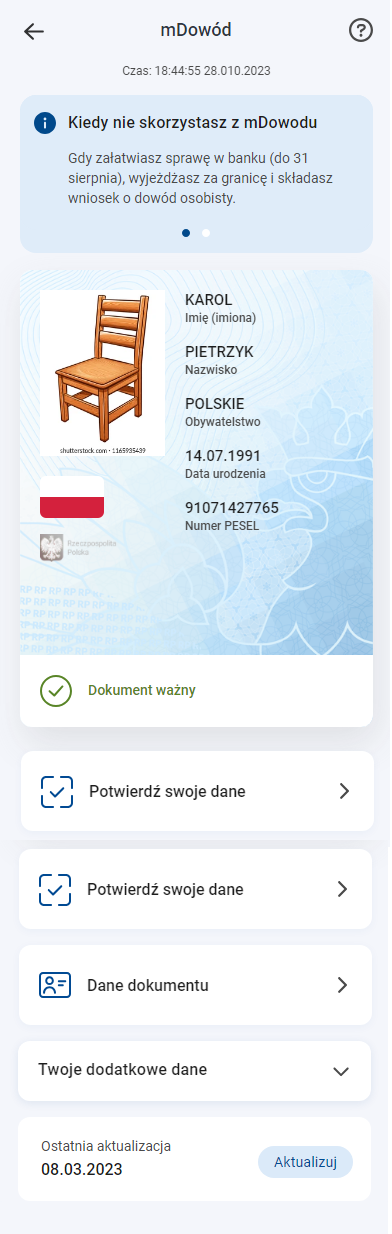 mDowód
Czas: 18:44:55 28.010.2023
Kiedy nie skorzystasz z mDowodu
Gdy załatwiasz sprawę w banku (do 31
sierpnia), wyjeżdżasz za granicę i składasz
wniosek o dowód osobisty.
KAROL
Imię (imiona)
PIETRZYK
Nazwisko
POLSKIE
Obywatelstwo
14.07.1991
Data urodzenia
91071427765
Numer PESEL
shutterstock.com • 1165935439
Rzeczpospolita
Polska
Dokument ważny
Potwierdź swoje dane
Potwierdź swoje dane
Dane dokumentu
Twoje dodatkowe dane
Ostatnia aktualizacja
08.03.2023
Aktualizuj